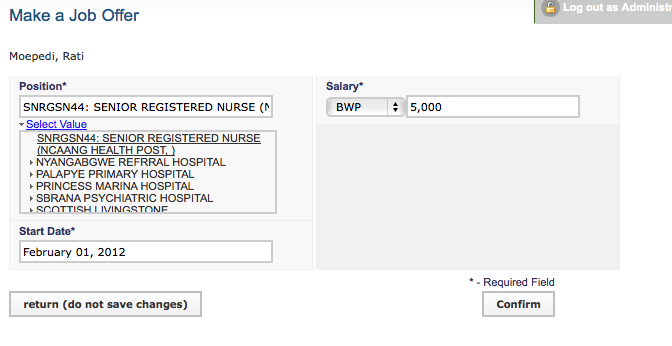 Make a Job Offer
Log out as Administr
Moepedi, Rati
Position*
Salary*
SNRGSN44: SENIOR REGISTERED NURSE (N
BWP
5,000
Select Value
SNRGSN44: SENIOR REGISTERED NURSE
(NCAANG HEALTH POST, )
NYANGABGWE REFRRAL HOSPITAL
PALAPYE PRIMARY HOSPITAL
PRINCESS MARINA HOSPITAL
SBRANA PSYCHIATRIC HOSPITAL
SCOTTISH LIVINGSTONE
Start Date*
February 01, 2012
* - Required Field
return (do not save changes)
Confirm